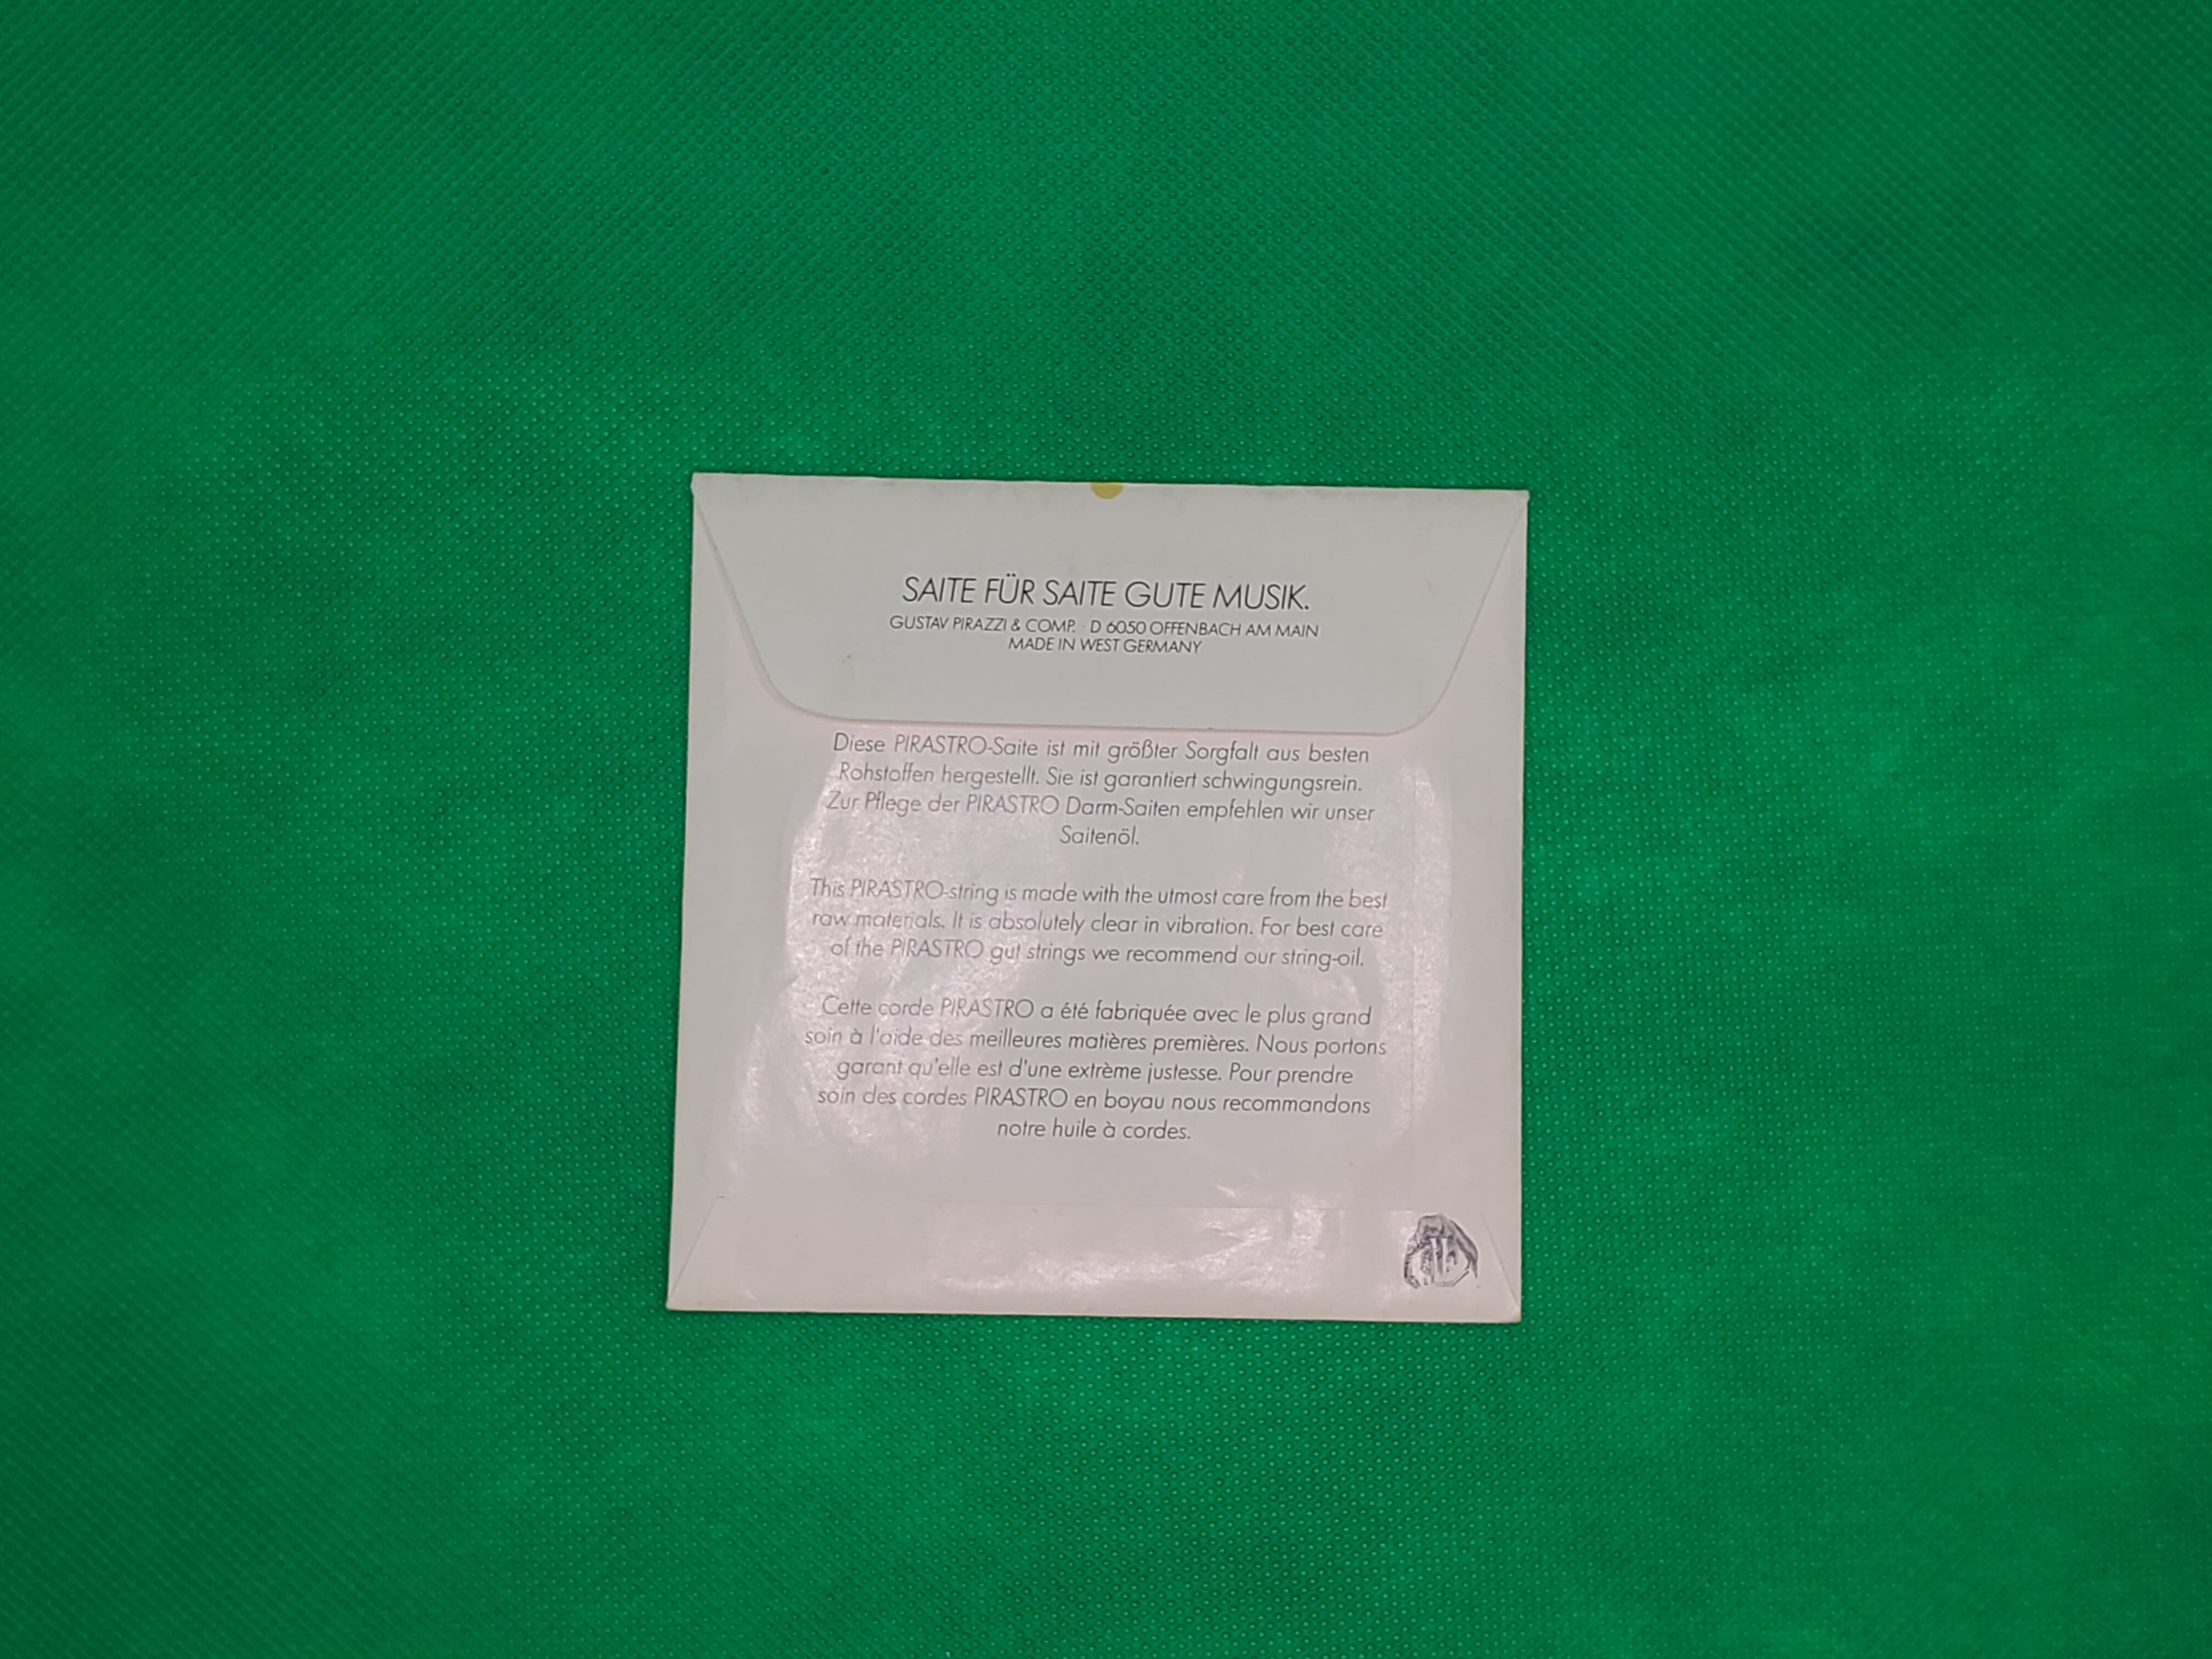 SAITE FÜR SAITE GUTE MUSIK.
GUSTAV PIRAZZI & COMP. · D 6050 OFFENBACH AM MAIN
MADE IN WEST GERMANY
Diese PIRASTRO-Saite ist mit größter Sorgfalt aus besten
Rohstoffen hergestellt. Sie ist garantiert schwingungsrein.
Zur Pflege der PIRASTRO Darm-Saiten empfehlen wir unser
Saitenöl.
This PIRASTRO-string is made with the utmost care from the best
raw materials. It is absolutely clear in vibration. For best care
of the PIRASTRO gut strings we recommend our string-oil.
Cette corde PIRASTRO a été fabriquée avec le plus grand
soin à l'aide des meilleures matières premières. Nous portons
garant qu'elle est d'une extrème justesse. Pour prendre
soin des cordes PIRASTRO en boyau nous recommandons
notre huile à cordes.